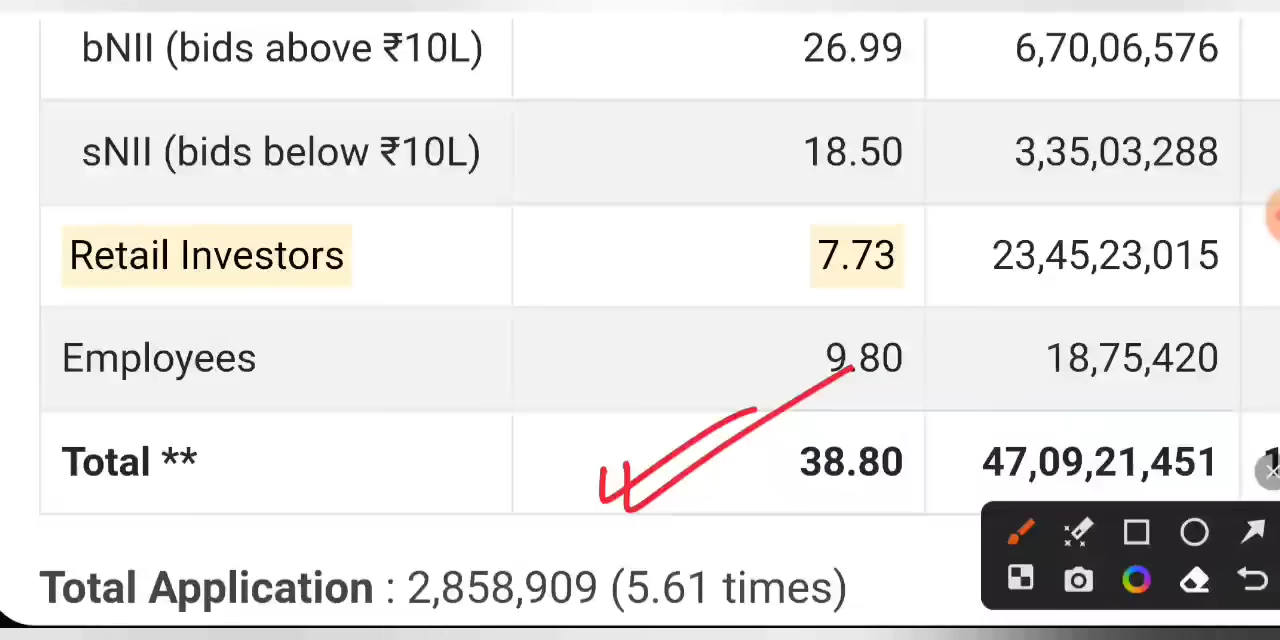 bNII (bids above ₹10L) 26.99 6,70,06,576
sNII (bids below ₹10L) 18.50 3,35,03,288
Retail Investors 7.73 23,45,23,015
Employees 9.80 18,75,420
Total ** 38.80 47,09,21,451
Total Application : 2,858,909 (5.61 times)